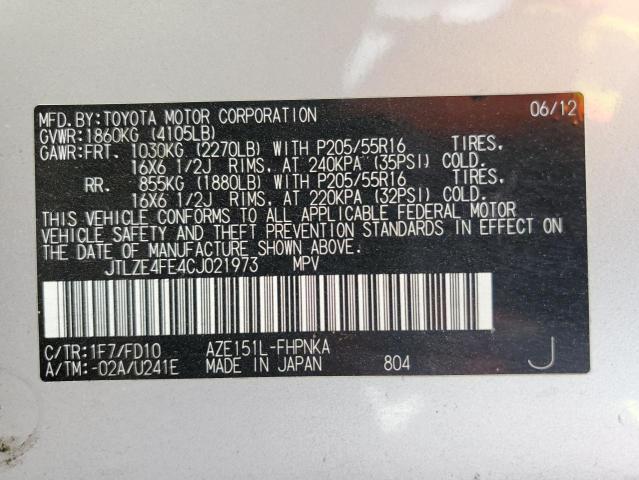 MFD.BY:TOYOTA MOTOR CORPORATION 06/12
GVWR:1860KG (4105LB)
GAWR:FRT. 1030KG (2270LB) WITH P205/55R16 TIRES,
16X6 1/2J RIMS, AT 240KPA (35PSI) COLD.
RR. 855KG (1880LB) WITH P205/55R16 TIRES,
16X6 1/2J RIMS, AT 220KPA (32PSI) COLD.
THIS VEHICLE CONFORMS TO ALL APPLICABLE FEDERAL MOTOR
VEHICLE SAFETY AND THEFT PREVENTION STANDARDS IN EFFECT ON
THE DATE OF MANUFACTURE SHOWN ABOVE.
JTLZE4FE4CJ021973 MPV
C/TR:1F7/FD10 AZE151L-FHPNKA
A/TM:-02A/U241E MADE IN JAPAN 804 J